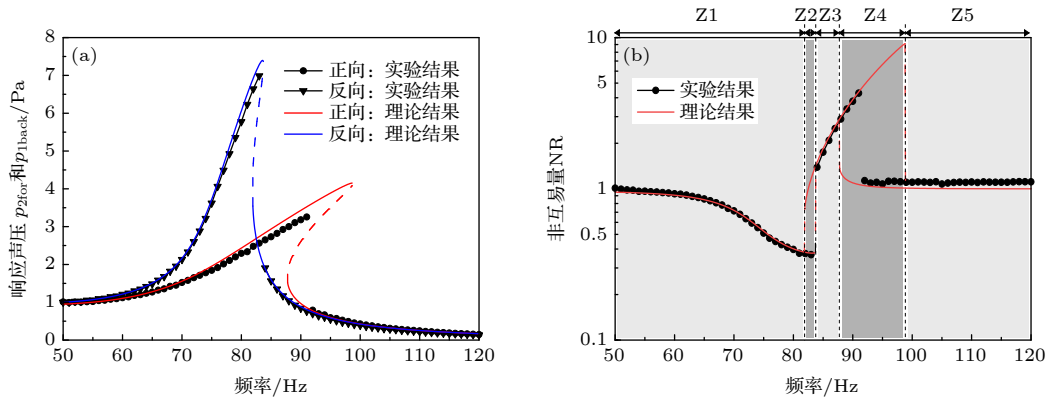 (a)
正向：实验结果
反向：实验结果
正向：理论结果
反向：理论结果
响应声压 p2for和p1back/Pa
8
7
6
5
4
3
2
1
0
50 60 70 80 90 100 110 120
频率/Hz
Z1 Z2 Z3 Z4 Z5
(b)
实验结果
理论结果
非互易量NR
10
5
1
0.5
0.1
50 60 70 80 90 100 110 120
频率/Hz